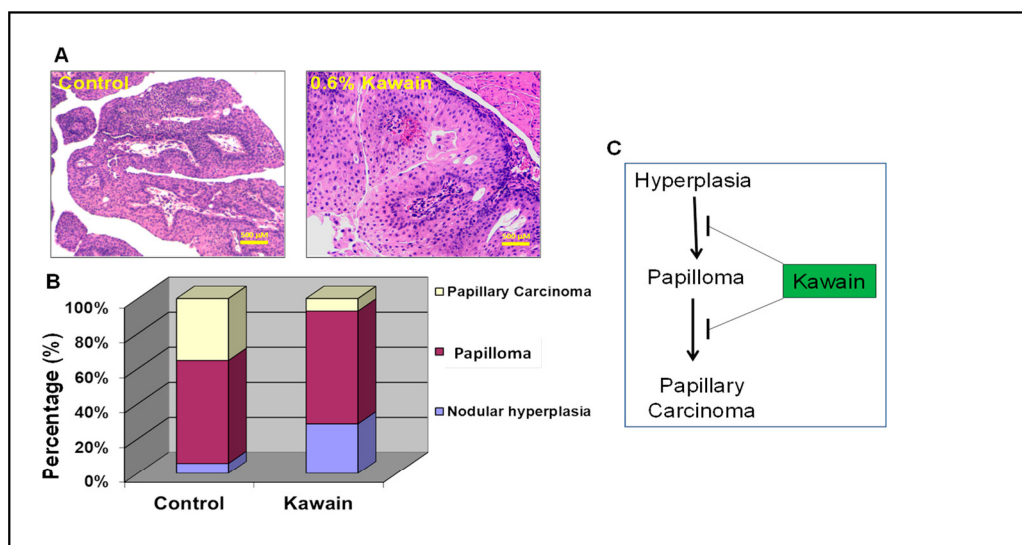 A
Control
500 µM
0.6% Kawain
500 µM
B
100%
80%
60%
40%
20%
0%
Percentage (%)
Control
Kawain
Papillary Carcinoma
Papilloma
Nodular hyperplasia
C
Hyperplasia
Papilloma
Kawain
Papillary
Carcinoma